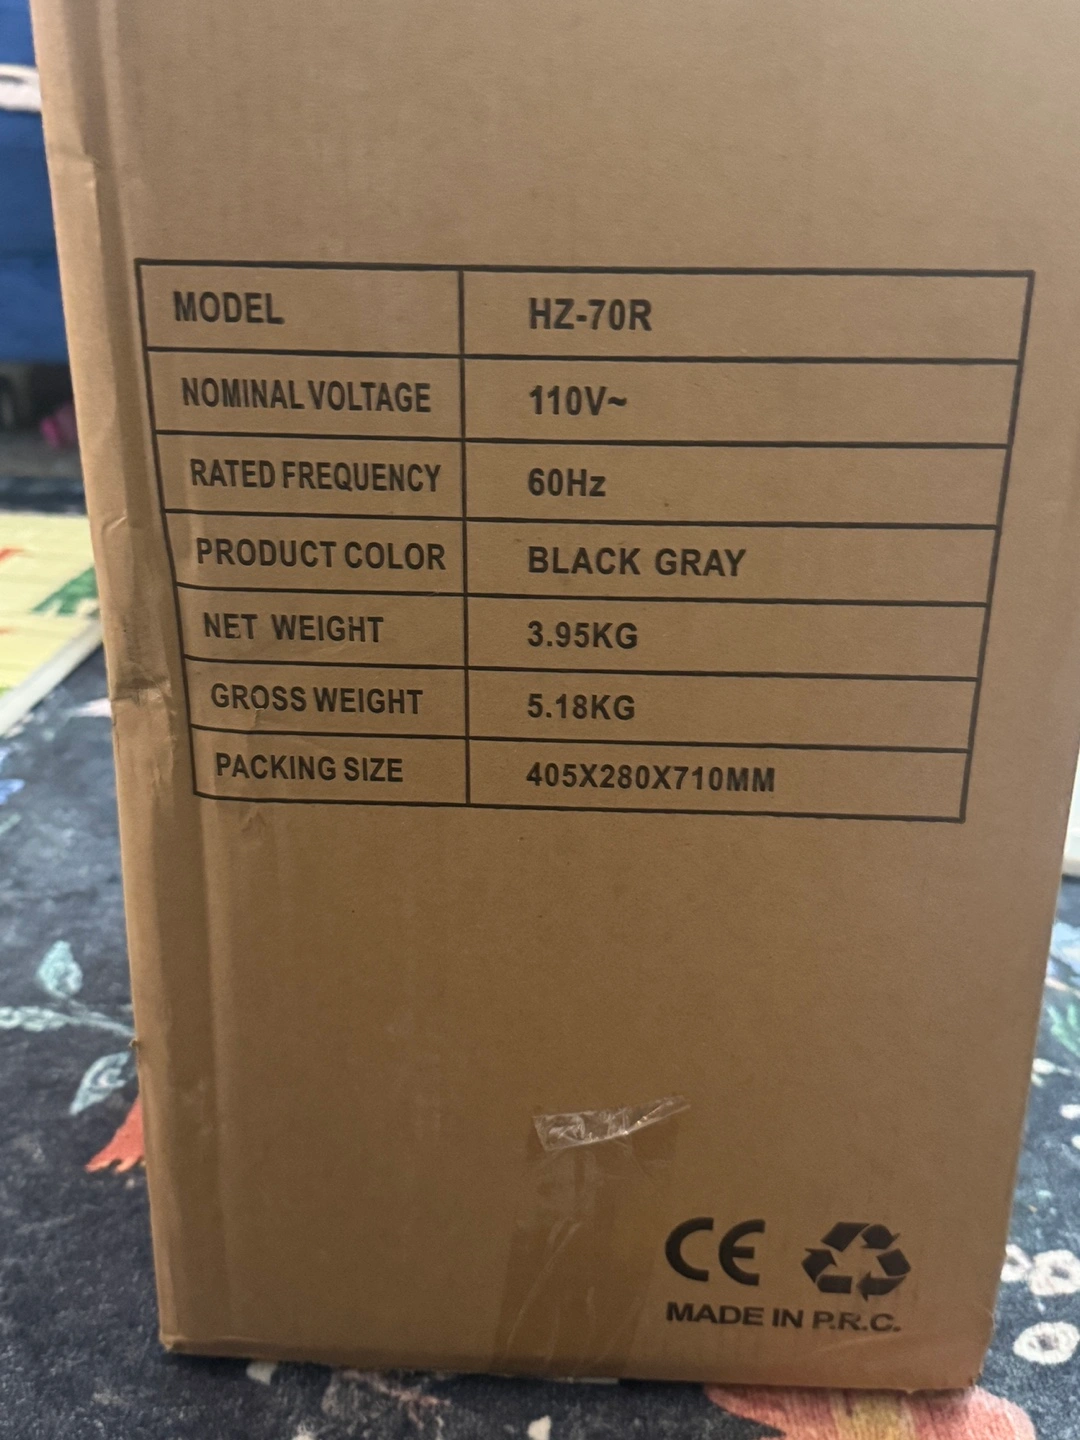 MODEL HZ-70R
NOMINAL VOLTAGE 110V~
RATED FREQUENCY 60Hz
PRODUCT COLOR BLACK GRAY
NET WEIGHT 3.95KG
GROSS WEIGHT 5.18KG
PACKING SIZE 405X280X710MM
CE
MADE IN P.R.C.